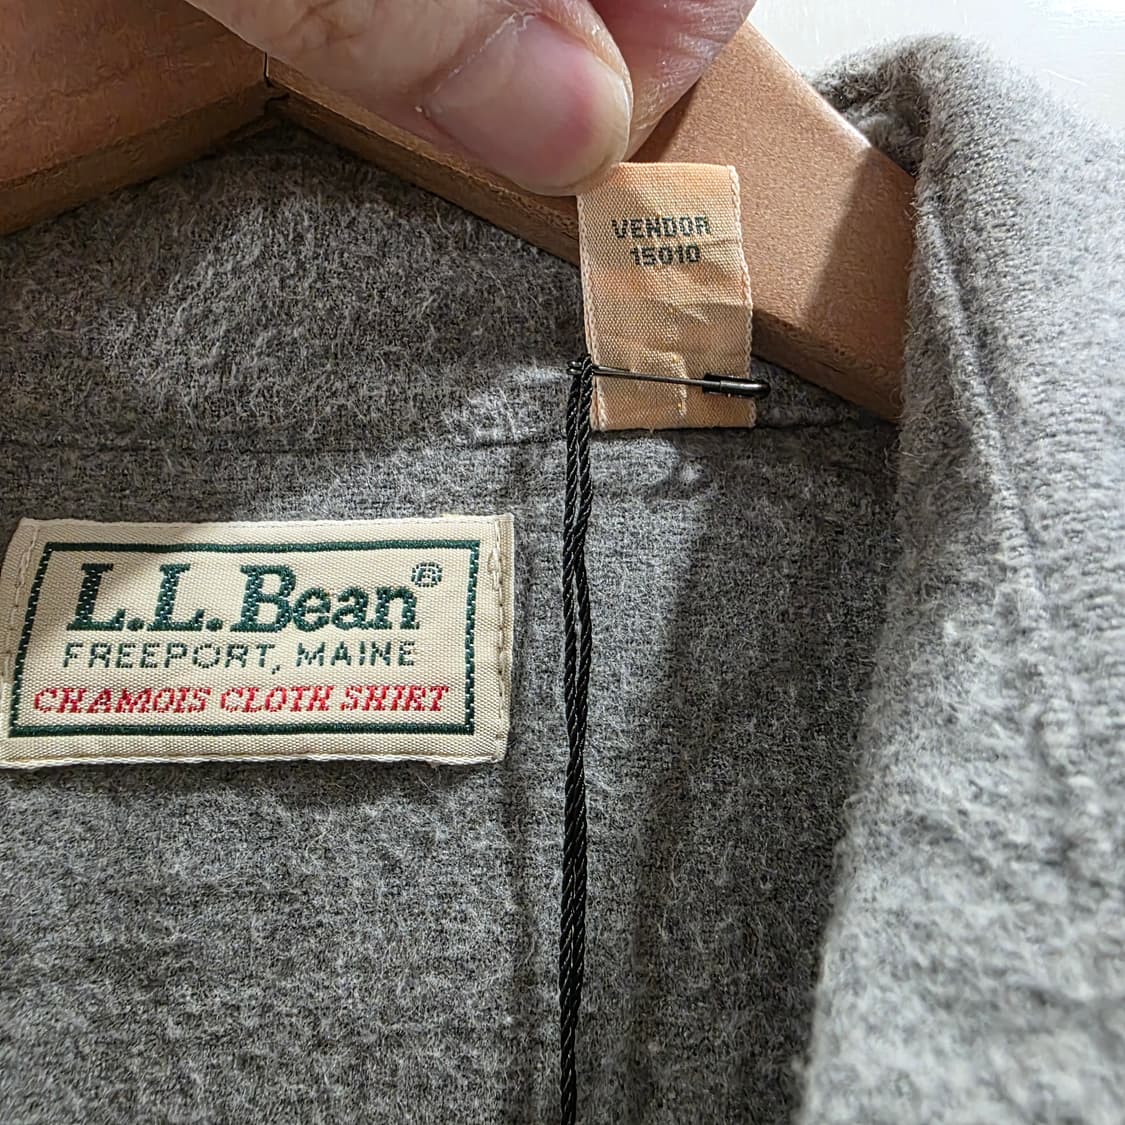 VENDOR
15010
L.L.Bean®
FREEPORT, MAINE
CHAMOIS CLOTH SHIRT